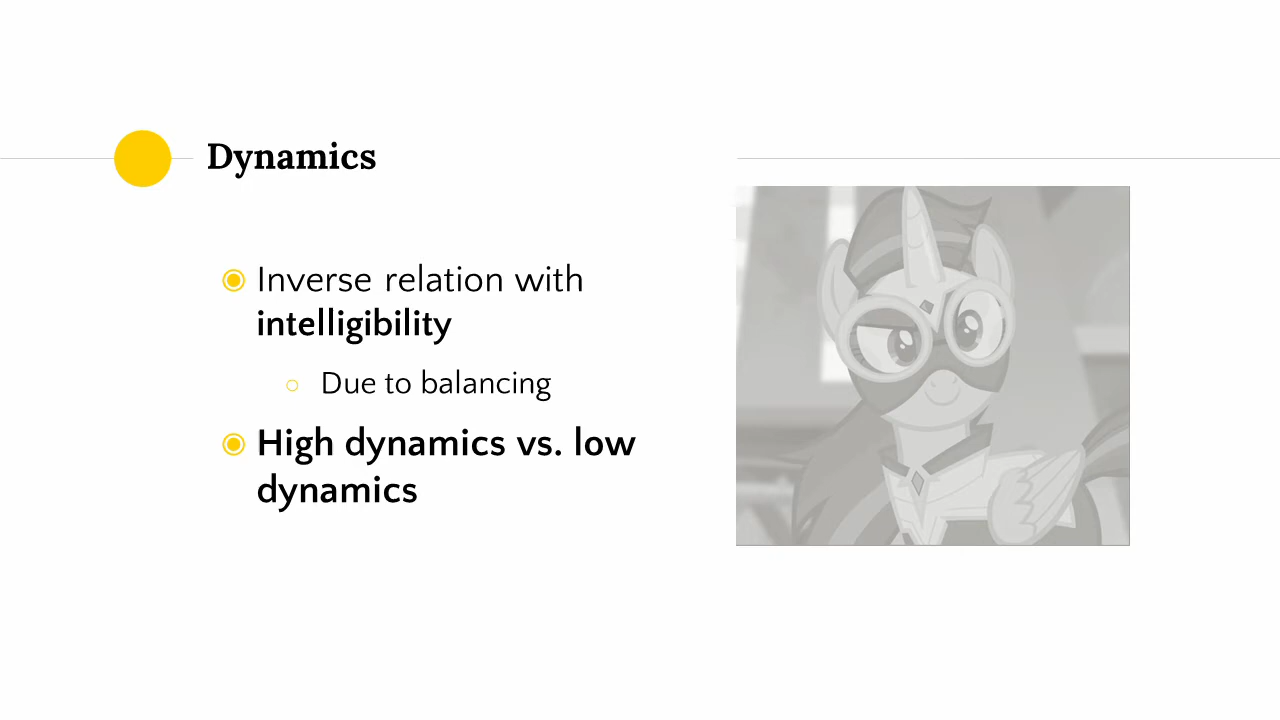 Dynamics
Inverse relation with
intelligibility
Due to balancing
High dynamics vs. low
dynamics